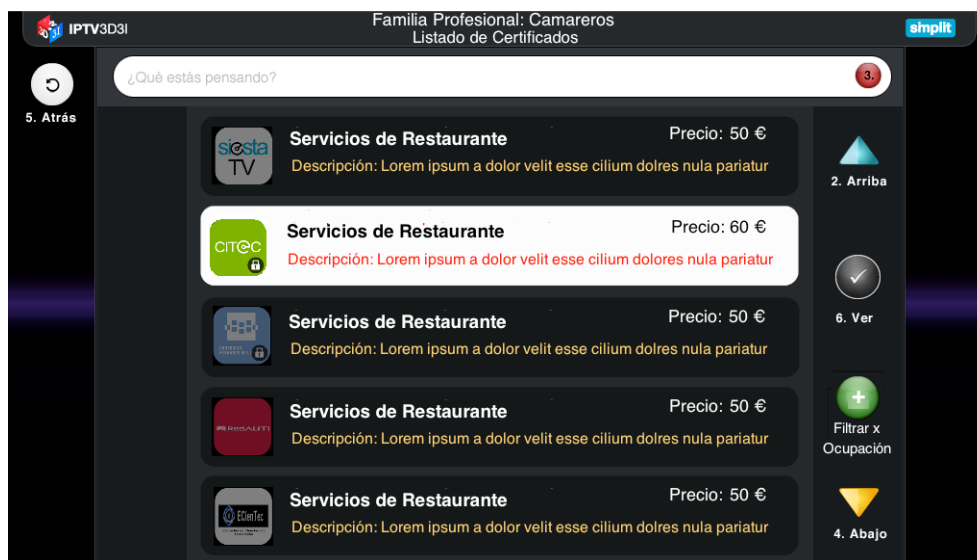 IPTV3D3I
Familia Profesional: Camareros
Listado de Certificados
simplit
5. Atrás
¿Qué estás pensando?
3.
siesta
TV
Servicios de Restaurante
Precio: 50 €
Descripción: Lorem ipsum a dolor velit esse cilium dolres nula pariatur
2. Arriba
CITEC
Servicios de Restaurante
Precio: 60 €
Descripción: Lorem ipsum a dolor velit esse cilium dolores nula pariatur
6. Ver
Servicios de Restaurante
Precio: 50 €
Descripción: Lorem ipsum a dolor velit esse cilium dolres nula pariatur
RedAUTI
Servicios de Restaurante
Precio: 50 €
Descripción: Lorem ipsum a dolor velit esse cilium dolres nula pariatur
Filtrar x
Ocupación
ECienTec
Servicios de Restaurante
Precio: 50 €
Descripción: Lorem ipsum a dolor velit esse cilium dolres nula pariatur
4. Abajo